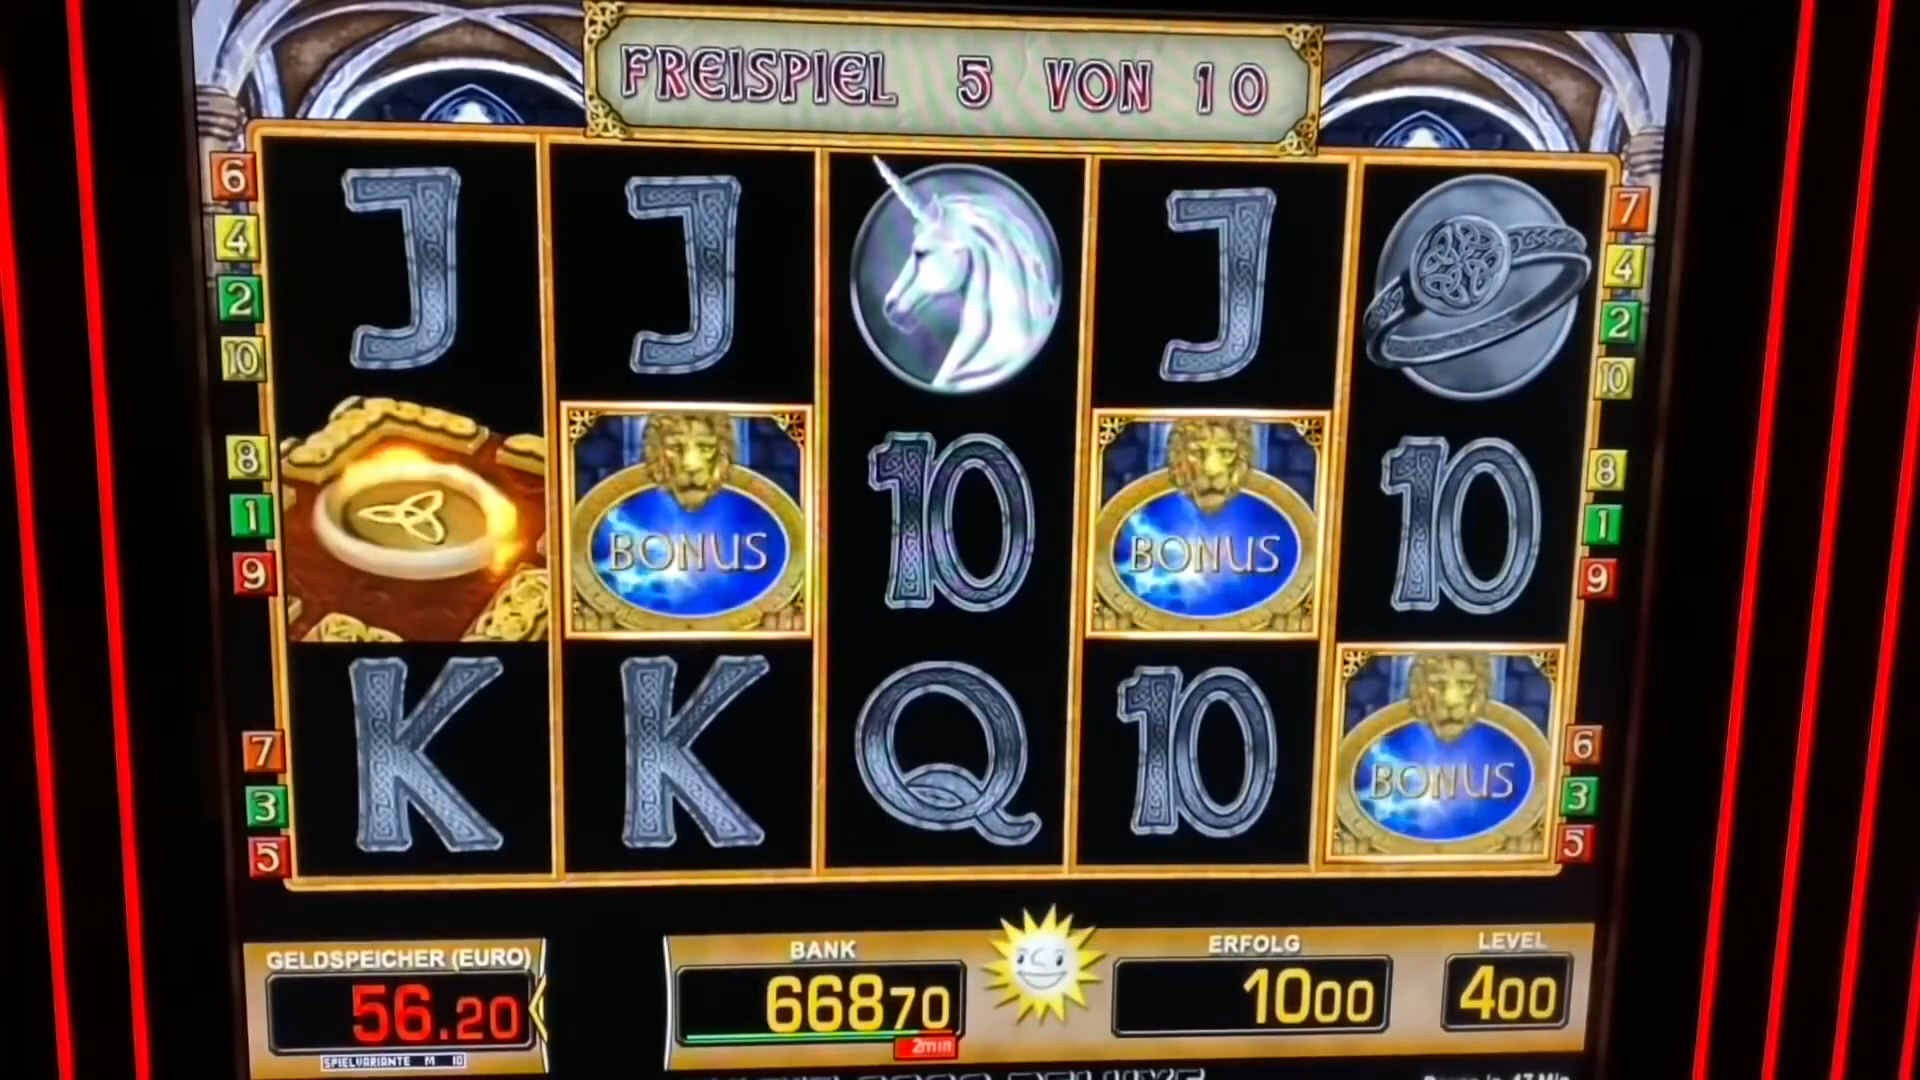 FREISPIEL 5 VON 10
6
7
4
4
2
2
10
10
J J J
8
8
1
1
BONUS 10 BONUS 10
9
9
K K Q 10
BONUS
7
6
3
3
5
5
GELDSPEICHER (EURO)
56.20
SPIELVARIANTE M 10
BANK
66870
2min
ERFOLG
1000
LEVEL
400